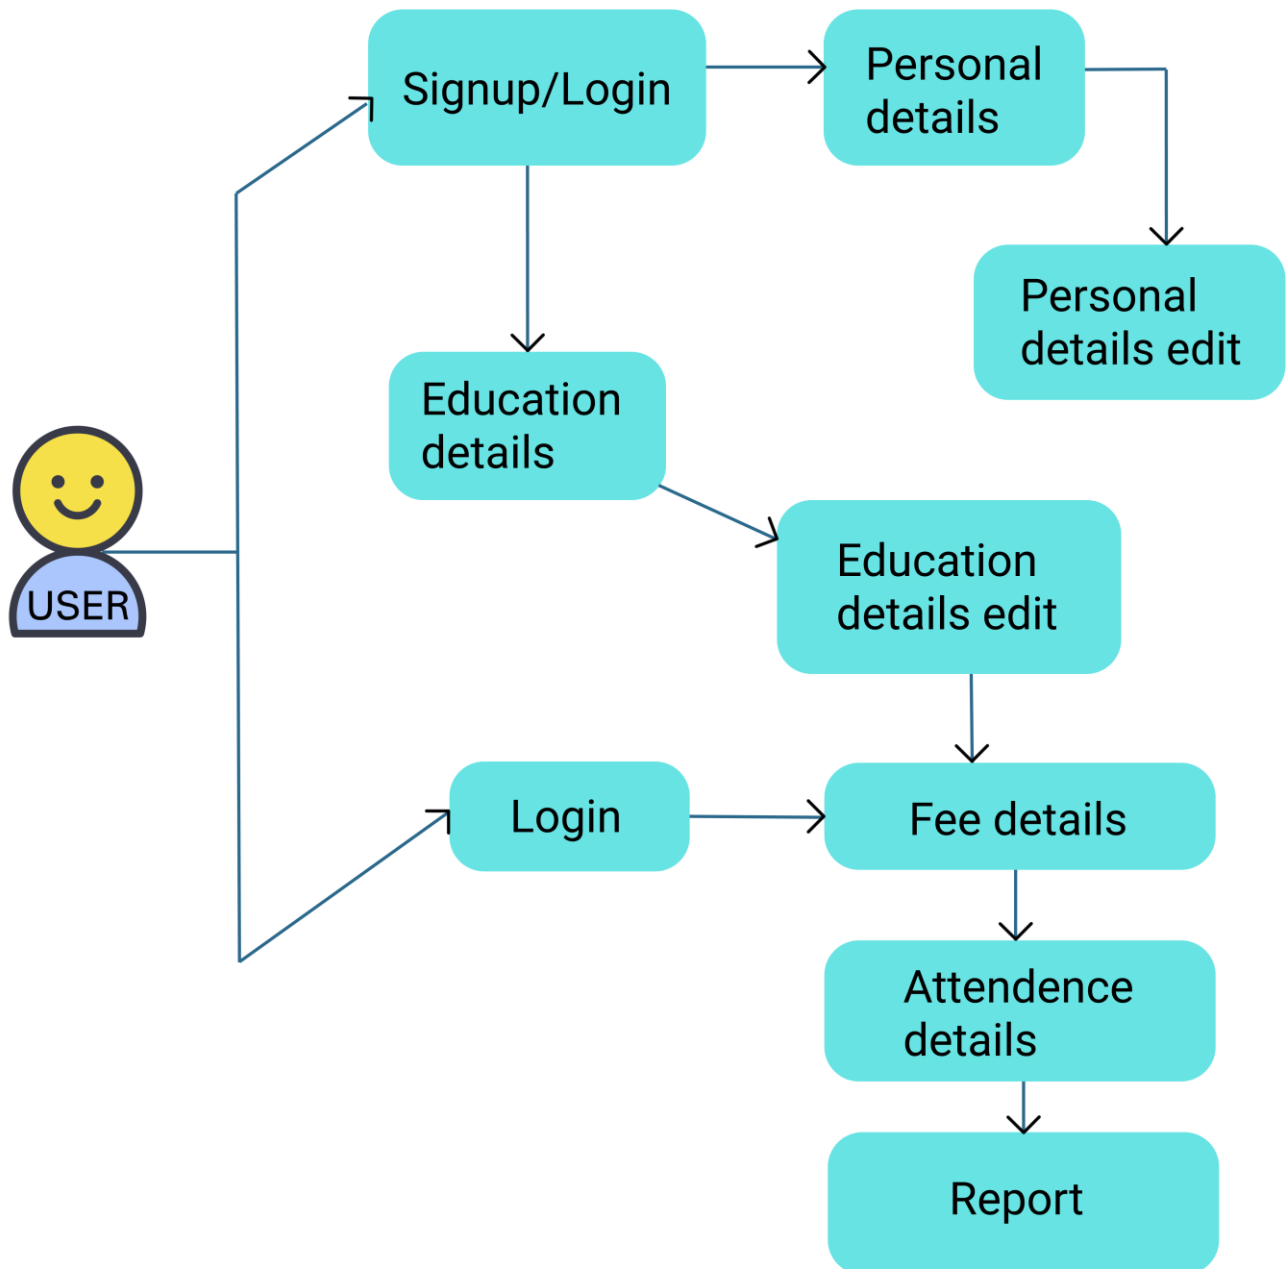 Signup/Login
Personal
details
Personal
details edit
Education
details
Education
details edit
USER
Login
Fee details
Attendence
details
Report